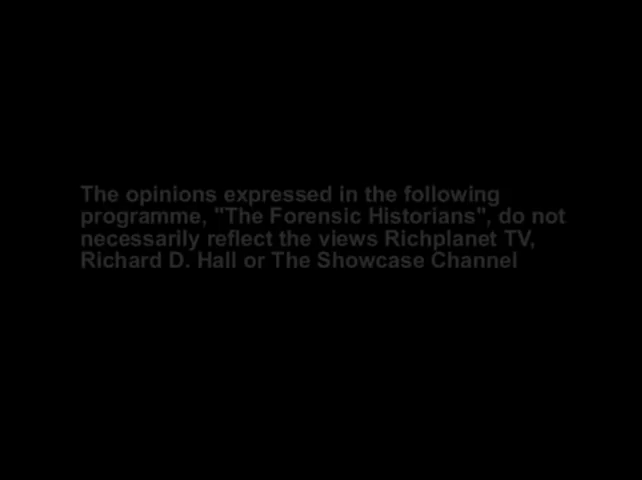 The opinions expressed in the following
programme, "The Forensic Historians", do not
necessarily reflect the views Richplanet TV,
Richard D. Hall or The Showcase Channel